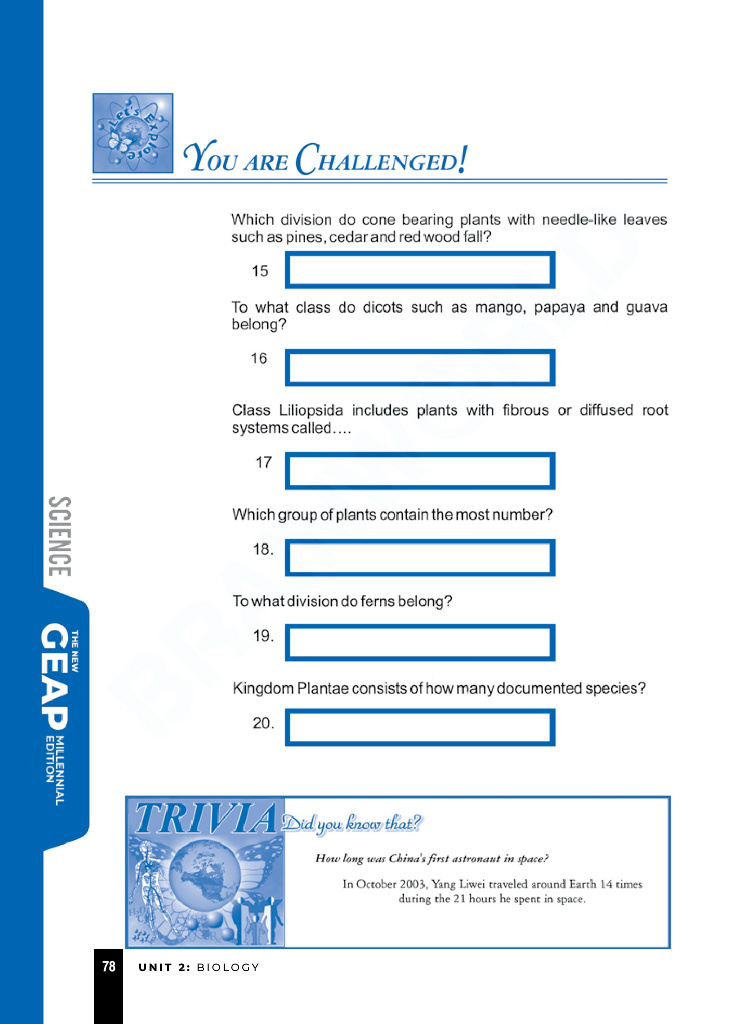 Let's Explore
YOU ARE CHALLENGED!
Which division do cone bearing plants with needle-like leaves
such as pines, cedar and red wood fall?
15
To what class do dicots such as mango, papaya and guava
belong?
16
Class Liliopsida includes plants with fibrous or diffused root
systems called....
17
Which group of plants contain the most number?
18.
To what division do ferns belong?
19.
Kingdom Plantae consists of how many documented species?
20.
SCIENCE
THE NEW
GEAP
MILLENNIAL
EDITION
TRIVIA
Did you know that?
How long was China's first astronaut in space?
In October 2003, Yang Liwei traveled around Earth 14 times
during the 21 hours he spent in space.
78
UNIT 2: BIOLOGY